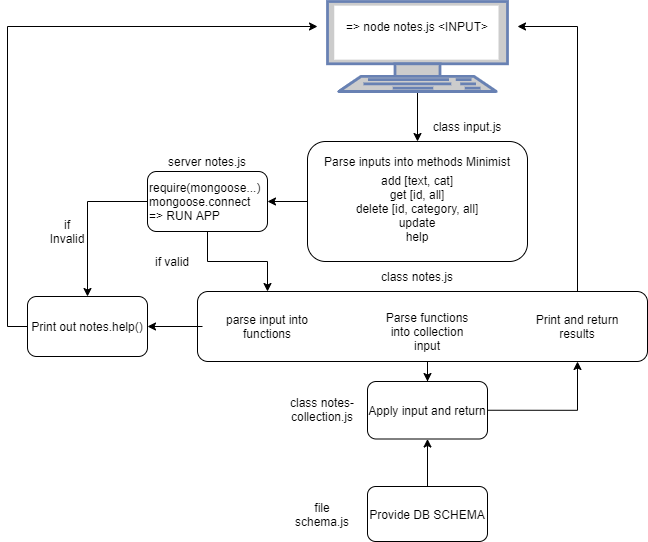 => node notes.js <INPUT>
class input.js
Parse inputs into methods Minimist
add [text, cat]
get [id, all]
delete [id, category, all]
update
help
server notes.js
require(mongoose...)
mongoose.connect
=> RUN APP
if
Invalid
if valid
class notes.js
Print out notes.help()
parse input into
functions
Parse functions
into collection
input
Print and return
results
class notes-
collection.js
Apply input and return
file
schema.js
Provide DB SCHEMA